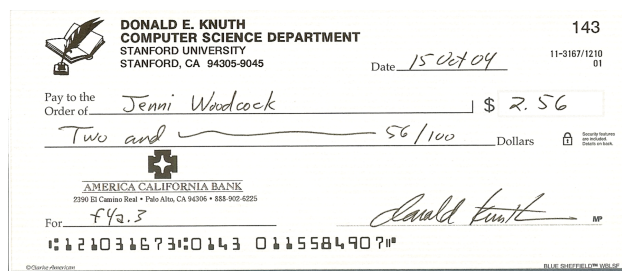 DONALD E. KNUTH
COMPUTER SCIENCE DEPARTMENT
STANFORD UNIVERSITY
STANFORD, CA 94305-9045
143
11-3167/1210
01
Date 15 Oct 04
Pay to the
Order of Jenni Woodcock $ 2.56
Two and 56/100 Dollars
Security features
are included.
Details on back.
AMERICA CALIFORNIA BANK
2390 El Camino Real • Palo Alto, CA 94306 • 888-902-6225
For f4a.3 Donald Knuth MP
⑆121031673⑆0143 0115584907⑈
© Clarke American BLUE SHEFFIELD™ WBLSF